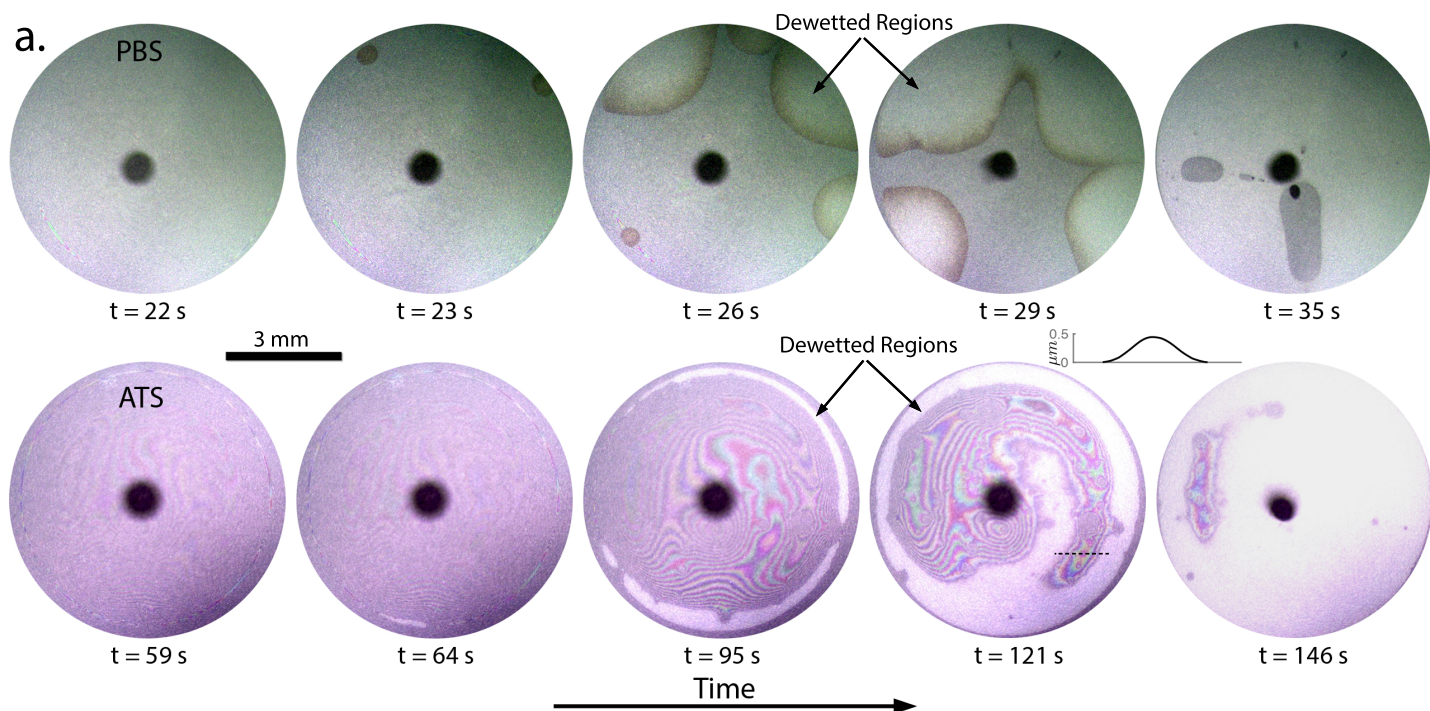 a.
PBS
Dewetted Regions
t = 22 s
t = 23 s
t = 26 s
t = 29 s
t = 35 s
3 mm
Dewetted Regions
0.5
0
μm
ATS
t = 59 s
t = 64 s
t = 95 s
t = 121 s
t = 146 s
Time